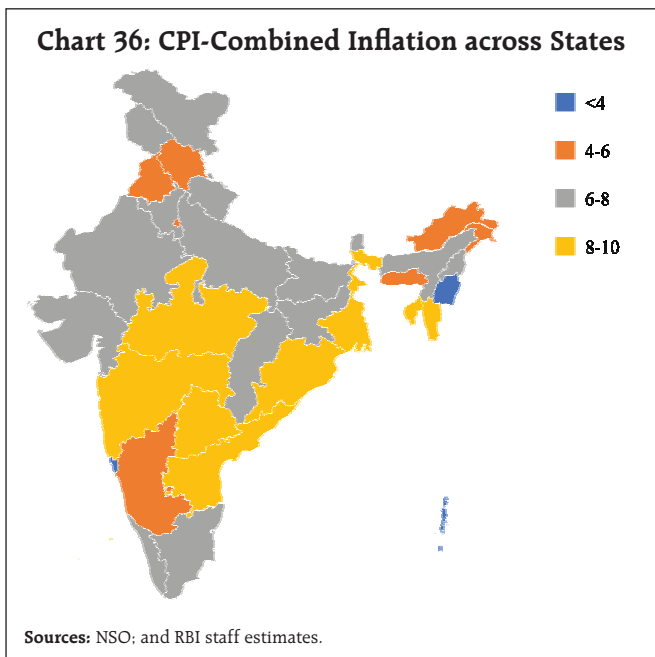 Chart 36: CPI-Combined Inflation across States
<4
4-6
6-8
8-10
Sources: NSO; and RBI staff estimates.